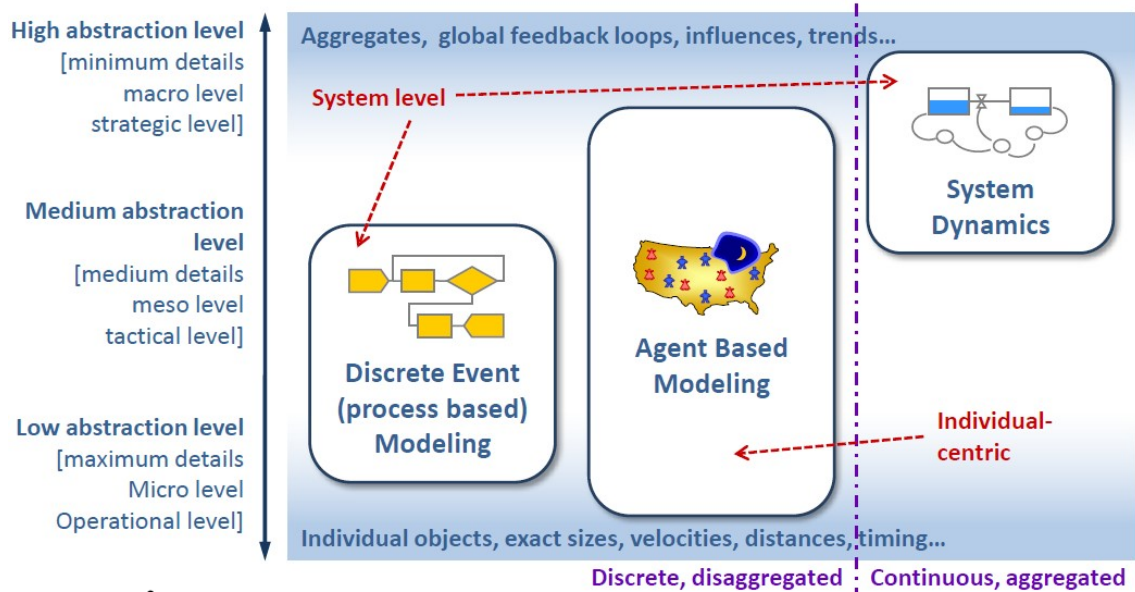 High abstraction level
[minimum details
macro level
strategic level]
Medium abstraction
level
[medium details
meso level
tactical level]
Low abstraction level
[maximum details
Micro level
Operational level]
Aggregates, global feedback loops, influences, trends...
System level
Discrete Event
(process based)
Modeling
Agent Based
Modeling
System
Dynamics
Individual-
centric
Individual objects, exact sizes, velocities, distances, timing...
Discrete, disaggregated
Continuous, aggregated